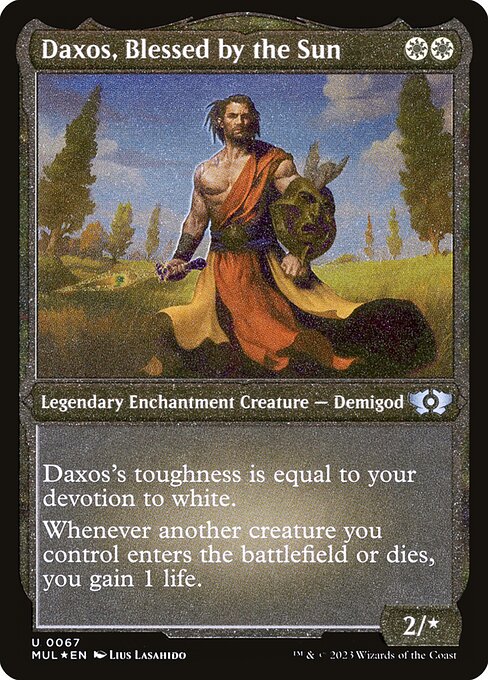 Daxos, Blessed by the Sun
Legendary Enchantment Creature — Demigod
Daxos's toughness is equal to your
devotion to white.
Whenever another creature you
control enters the battlefield or dies,
you gain 1 life.
2/★
U 0067
MUL★EN Lius Lasahido
™ & © 2023 Wizards of the Coast